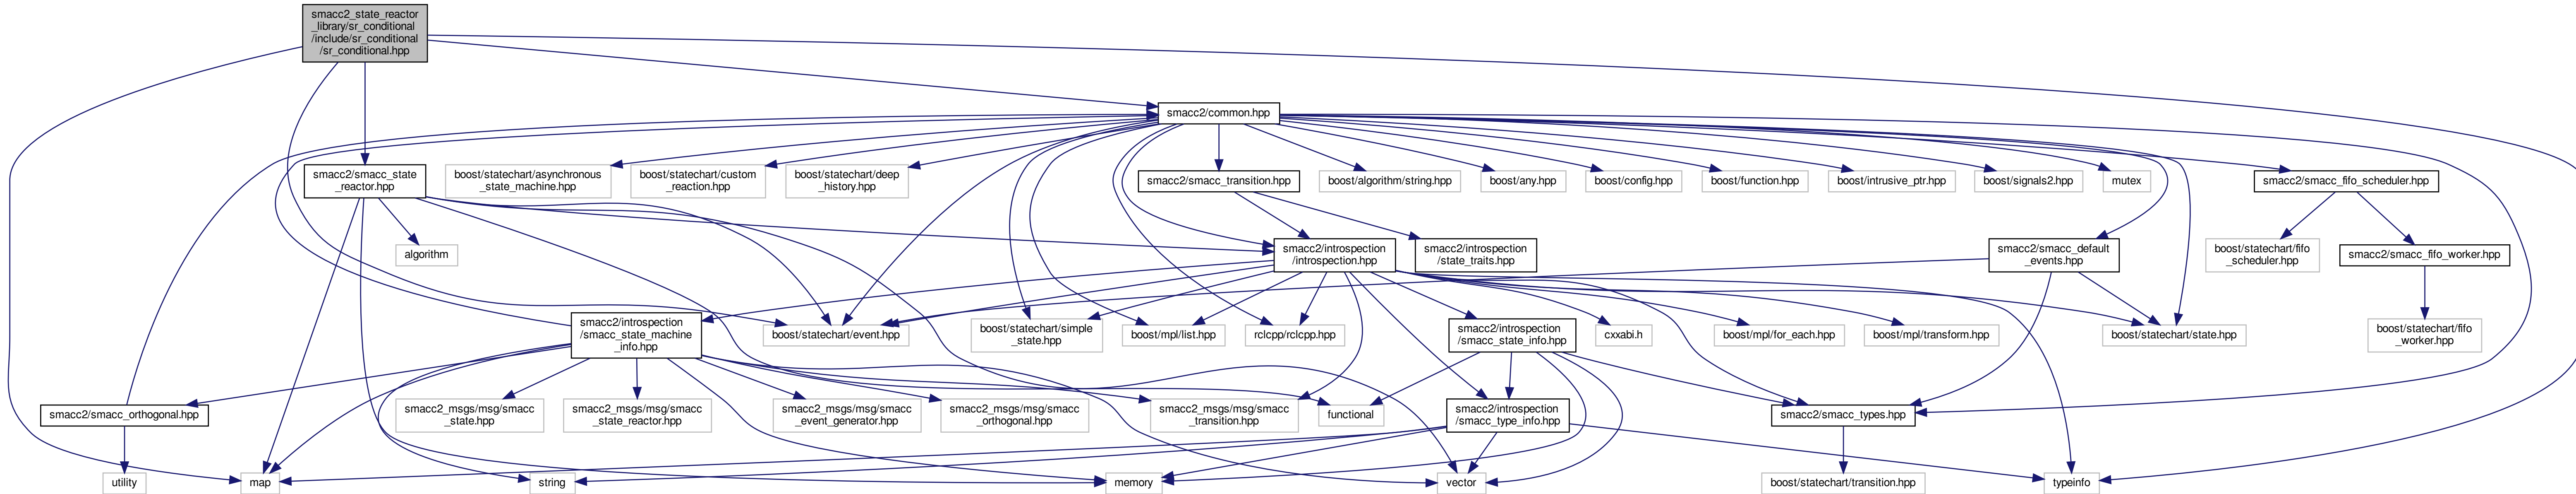 smacc2_state_reactor
_library/sr_conditional
/include/sr_conditional
/sr_conditional.hpp
smacc2/common.hpp
smacc2/smacc_state
_reactor.hpp
boost/statechart/asynchronous
_state_machine.hpp
boost/statechart/custom
_reaction.hpp
boost/statechart/deep
_history.hpp
smacc2/smacc_transition.hpp
boost/algorithm/string.hpp
boost/any.hpp
boost/config.hpp
boost/function.hpp
boost/intrusive_ptr.hpp
boost/signals2.hpp
mutex
smacc2/smacc_fifo_scheduler.hpp
algorithm
smacc2/introspection
/introspection.hpp
smacc2/introspection
/state_traits.hpp
smacc2/smacc_default
_events.hpp
boost/statechart/fifo
_scheduler.hpp
smacc2/smacc_fifo_worker.hpp
smacc2/introspection
/smacc_state_machine
_info.hpp
boost/statechart/event.hpp
boost/statechart/simple
_state.hpp
boost/mpl/list.hpp
rclcpp/rclcpp.hpp
smacc2/introspection
/smacc_state_info.hpp
cxxabi.h
boost/mpl/for_each.hpp
boost/mpl/transform.hpp
boost/statechart/state.hpp
boost/statechart/fifo
_worker.hpp
smacc2/smacc_orthogonal.hpp
smacc2_msgs/msg/smacc
_state.hpp
smacc2_msgs/msg/smacc
_state_reactor.hpp
smacc2_msgs/msg/smacc
_event_generator.hpp
smacc2_msgs/msg/smacc
_orthogonal.hpp
smacc2_msgs/msg/smacc
_transition.hpp
functional
smacc2/introspection
/smacc_type_info.hpp
smacc2/smacc_types.hpp
utility
map
string
memory
vector
boost/statechart/transition.hpp
typeinfo